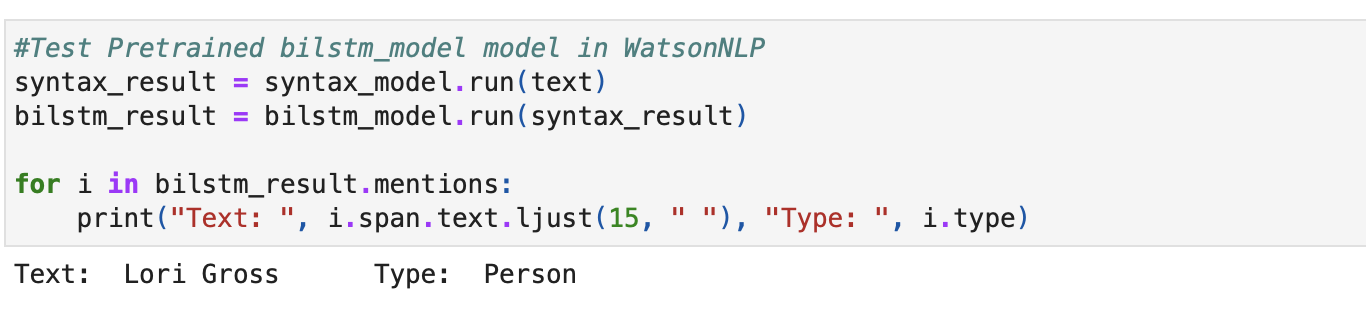 #Test Pretrained bilstm_model model in WatsonNLP
syntax_result = syntax_model.run(text)
bilstm_result = bilstm_model.run(syntax_result)
for i in bilstm_result.mentions:
    print("Text: ", i.span.text.ljust(15, " "), "Type: ", i.type)
Text:  Lori Gross      Type:  Person